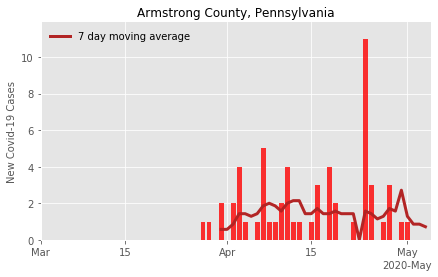 Armstrong County, Pennsylvania
7 day moving average
New Covid-19 Cases
10
8
6
4
2
0
Mar 15 Apr 15 May
2020-May